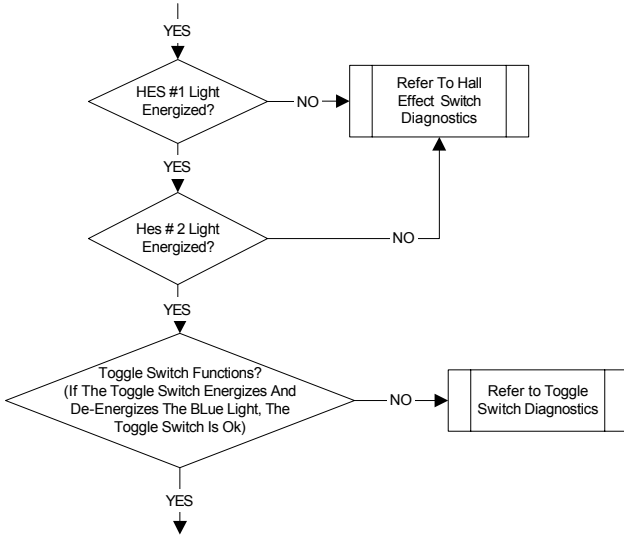 YES
HES #1 Light
Energized?
NO
Refer To Hall
Effect Switch
Diagnostics
YES
Hes # 2 Light
Energized?
NO
YES
Toggle Switch Functions?
(If The Toggle Switch Energizes And
De-Energizes The BLue Light, The
Toggle Switch Is Ok)
NO
Refer to Toggle
Switch Diagnostics
YES